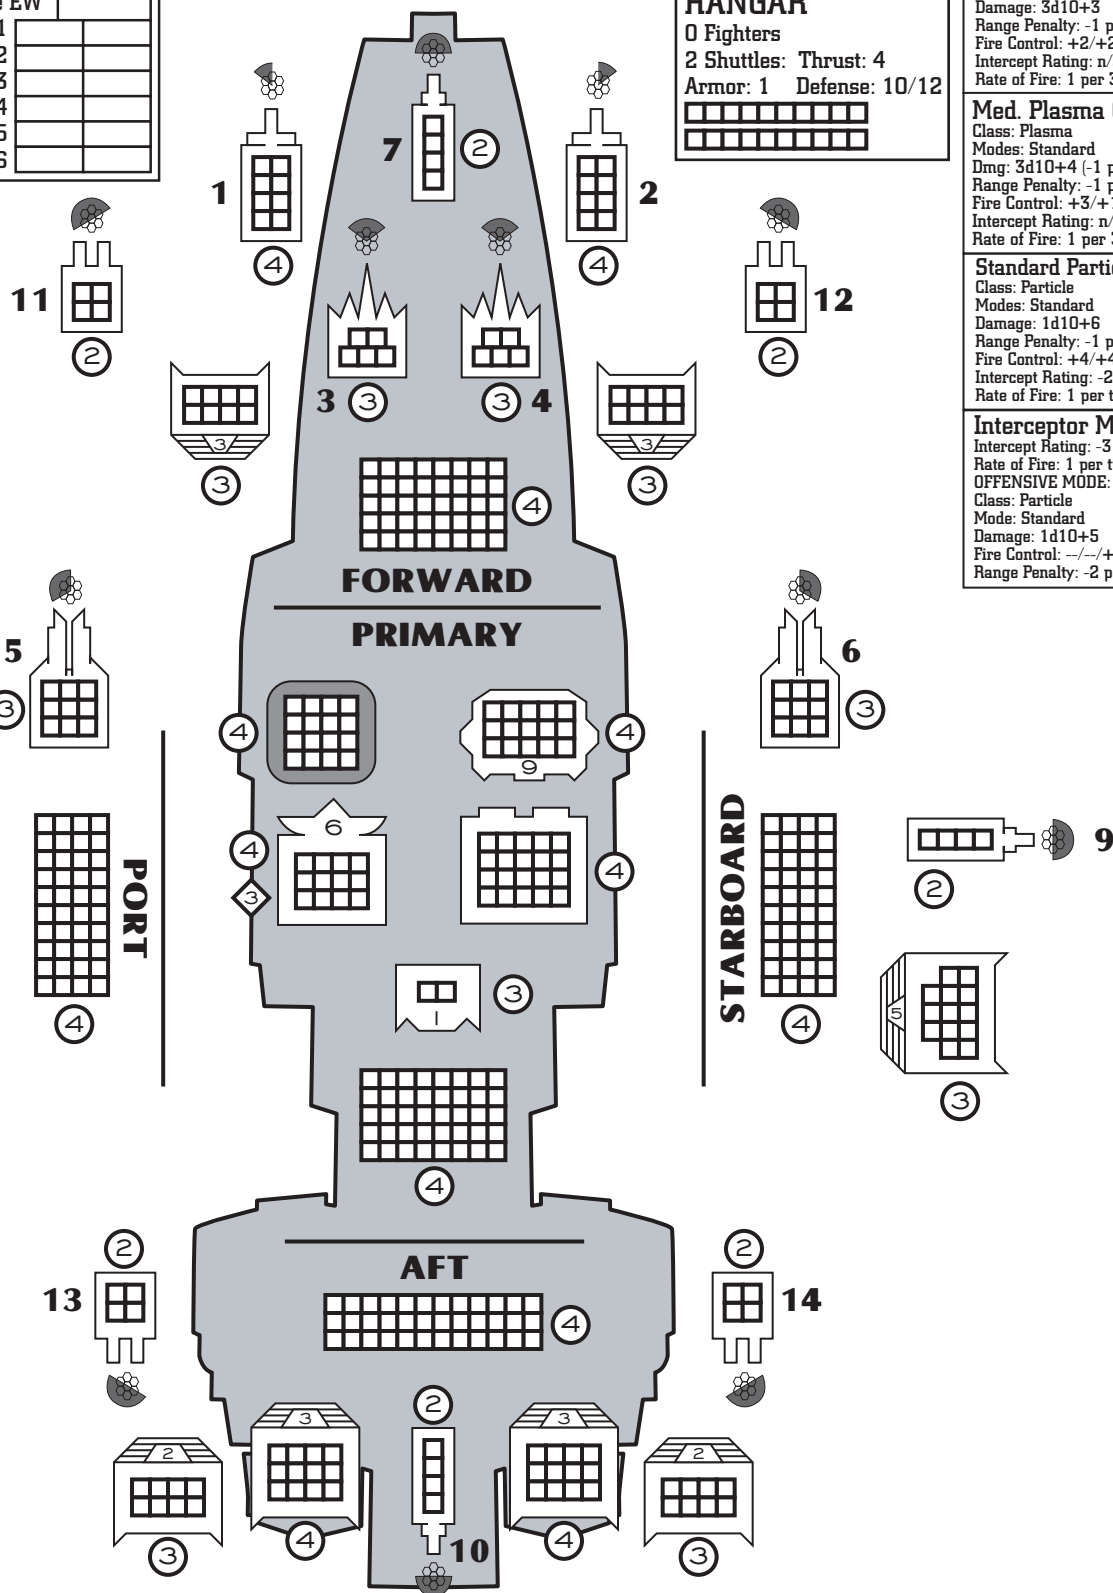 e EW
1
2
3
4
5
6
HANGAR
0 Fighters
2 Shuttles: Thrust: 4
Armor: 1 Defense: 10/12
Damage: 3d10+3
Range Penalty: -1 p
Fire Control: +2/+2
Intercept Rating: n/
Rate of Fire: 1 per 3
Med. Plasma
Class: Plasma
Modes: Standard
Dmg: 3d10+4 (-1 p
Range Penalty: -1 p
Fire Control: +3/+
Intercept Rating: n/
Rate of Fire: 1 per
Standard Partic
Class: Particle
Modes: Standard
Damage: 1d10+6
Range Penalty: -1 p
Fire Control: +4/+4
Intercept Rating: -2
Rate of Fire: 1 per t
Interceptor M
Intercept Rating: -3
Rate of Fire: 1 per t
OFFENSIVE MODE:
Class: Particle
Mode: Standard
Damage: 1d10+5
Fire Control: --/--/+
Range Penalty: -2 p
7 2
1 2
4 4
11 12
2 2
3 3 3 4
3 3
3 3
4
FORWARD
PRIMARY
5 6
3 3
4 4
9
6
4 4
3
PORT
STARBOARD
9
2
3
1
4 4
5
3
4
AFT
2 2
13 14
4
2
3 3
2 2
10
4 4
3 3